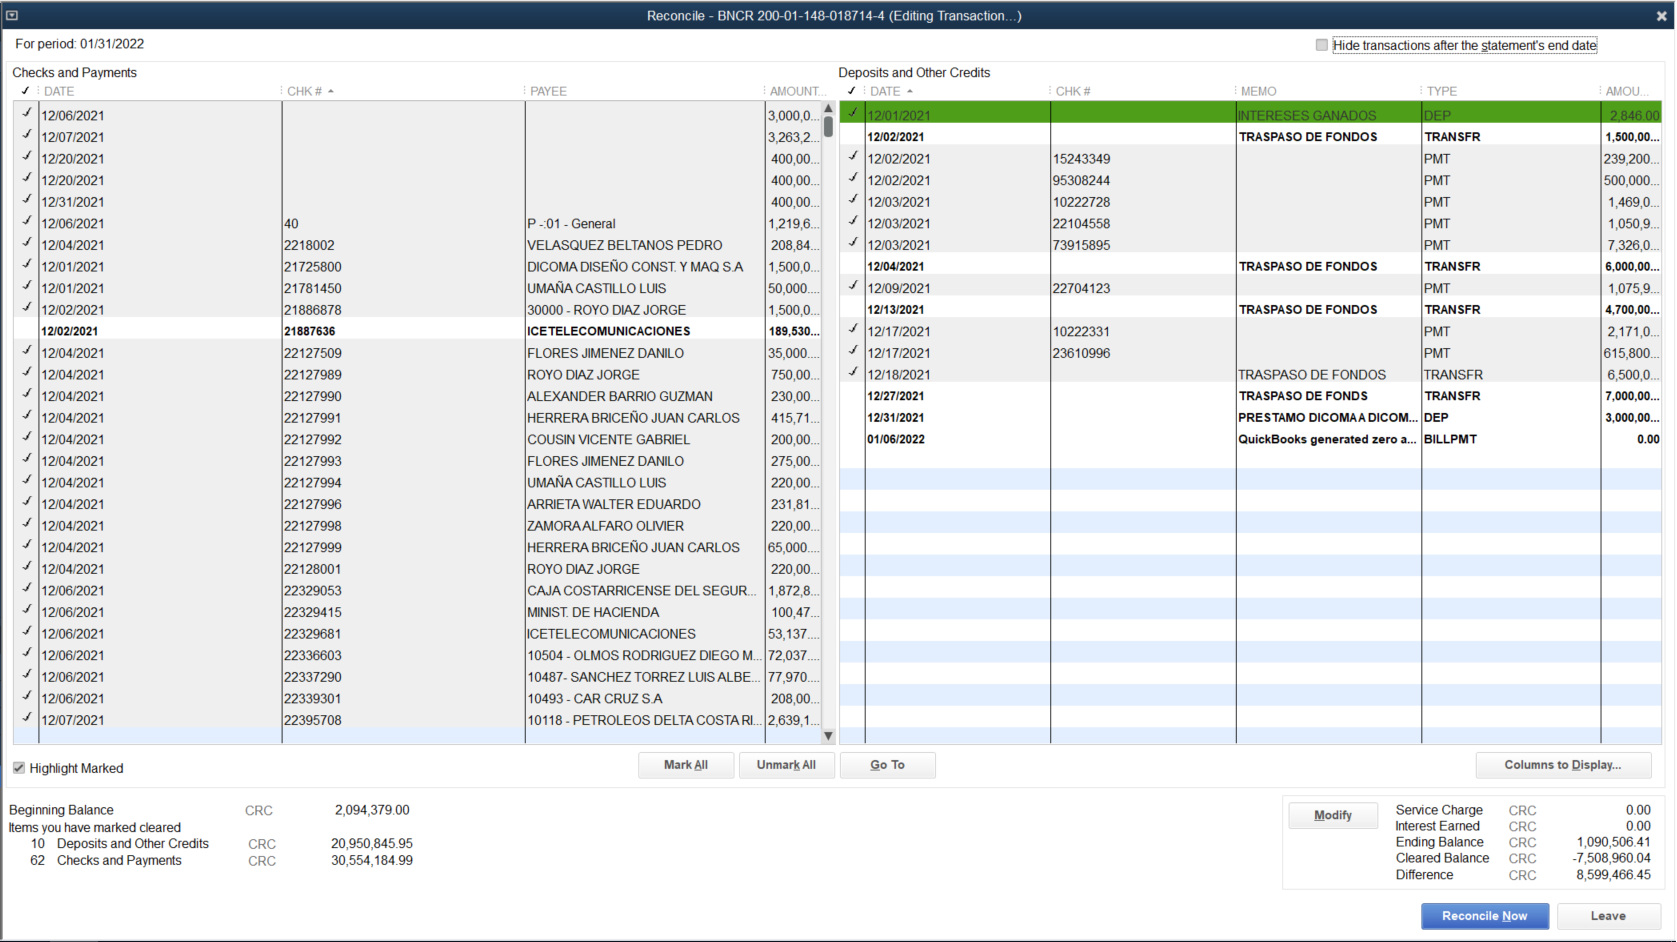 Reconcile - BNCR 200-01-148-018714-4 (Editing Transaction...)
For period: 01/31/2022
Hide transactions after the statement's end date
Checks and Payments
✓ DATE CHK # PAYEE AMOUNT...
✓ 12/06/2021 3,000,0...
✓ 12/07/2021 3,263,2...
✓ 12/20/2021 400,00...
✓ 12/20/2021 400,00...
✓ 12/31/2021 400,00...
✓ 12/06/2021 40 P -:01 - General 1,219,6...
✓ 12/04/2021 2218002 VELASQUEZ BELTANOS PEDRO 208,84...
✓ 12/01/2021 21725800 DICOMA DISEÑO CONST. Y MAQ S.A 1,500,0...
✓ 12/01/2021 21781450 UMAÑA CASTILLO LUIS 50,000....
✓ 12/02/2021 21886878 30000 - ROYO DIAZ JORGE 1,500,0...
12/02/2021 21887636 ICETELECOMUNICACIONES 189,530...
✓ 12/04/2021 22127509 FLORES JIMENEZ DANILO 35,000....
✓ 12/04/2021 22127989 ROYO DIAZ JORGE 750,00...
✓ 12/04/2021 22127990 ALEXANDER BARRIO GUZMAN 230,00...
✓ 12/04/2021 22127991 HERRERA BRICEÑO JUAN CARLOS 415,71...
✓ 12/04/2021 22127992 COUSIN VICENTE GABRIEL 200,00...
✓ 12/04/2021 22127993 FLORES JIMENEZ DANILO 275,00...
✓ 12/04/2021 22127994 UMAÑA CASTILLO LUIS 220,00...
✓ 12/04/2021 22127996 ARRIETA WALTER EDUARDO 231,81...
✓ 12/04/2021 22127998 ZAMORA ALFARO OLIVIER 220,00...
✓ 12/04/2021 22127999 HERRERA BRICEÑO JUAN CARLOS 65,000....
✓ 12/04/2021 22128001 ROYO DIAZ JORGE 220,00...
✓ 12/06/2021 22329053 CAJA COSTARRICENSE DEL SEGUR... 1,872,8...
✓ 12/06/2021 22329415 MINIST. DE HACIENDA 100,47...
✓ 12/06/2021 22329681 ICETELECOMUNICACIONES 53,137....
✓ 12/06/2021 22336603 10504 - OLMOS RODRIGUEZ DIEGO M... 72,037....
✓ 12/06/2021 22337290 10487- SANCHEZ TORREZ LUIS ALBE... 77,970....
✓ 12/06/2021 22339301 10493 - CAR CRUZ S.A 208,00...
✓ 12/07/2021 22395708 10118 - PETROLEOS DELTA COSTA RI... 2,639,1...
Deposits and Other Credits
✓ DATE CHK # MEMO TYPE AMOU...
✓ 12/01/2021 INTERESES GANADOS DEP 2,846.00
12/02/2021 TRASPASO DE FONDOS TRANSFR 1,500,00...
✓ 12/02/2021 15243349 PMT 239,200...
✓ 12/02/2021 95308244 PMT 500,000...
✓ 12/03/2021 10222728 PMT 1,469,0...
✓ 12/03/2021 22104558 PMT 1,050,9...
✓ 12/03/2021 73915895 PMT 7,326,0...
12/04/2021 TRASPASO DE FONDOS TRANSFR 6,000,00...
✓ 12/09/2021 22704123 PMT 1,075,9...
12/13/2021 TRASPASO DE FONDOS TRANSFR 4,700,00...
✓ 12/17/2021 10222331 PMT 2,171,0...
✓ 12/17/2021 23610996 PMT 615,800...
✓ 12/18/2021 TRASPASO DE FONDOS TRANSFR 6,500,0...
12/27/2021 TRASPASO DE FONDS TRANSFR 7,000,00...
12/31/2021 PRESTAMO DICOMA A DICOM... DEP 3,000,00...
01/06/2022 QuickBooks generated zero a... BILLPMT 0.00
Highlight Marked
Mark All
Unmark All
Go To
Columns to Display...
Beginning Balance CRC 2,094,379.00
Items you have marked cleared
10 Deposits and Other Credits CRC 20,950,845.95
62 Checks and Payments CRC 30,554,184.99
Modify
Service Charge CRC 0.00
Interest Earned CRC 0.00
Ending Balance CRC 1,090,506.41
Cleared Balance CRC -7,508,960.04
Difference CRC 8,599,466.45
Reconcile Now
Leave